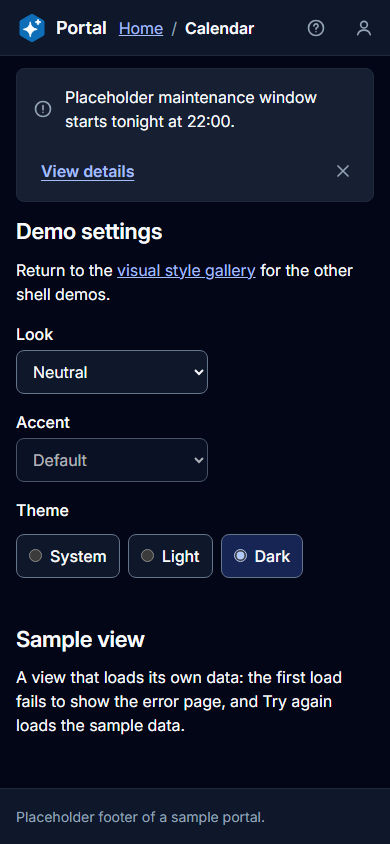 Portal Home / Calendar
Placeholder maintenance window
starts tonight at 22:00.
View details
Demo settings
Return to the visual style gallery for the other
shell demos.
Look
Neutral
Accent
Default
Theme
System Light Dark
Sample view
A view that loads its own data: the first load
fails to show the error page, and Try again
loads the sample data.
Placeholder footer of a sample portal.